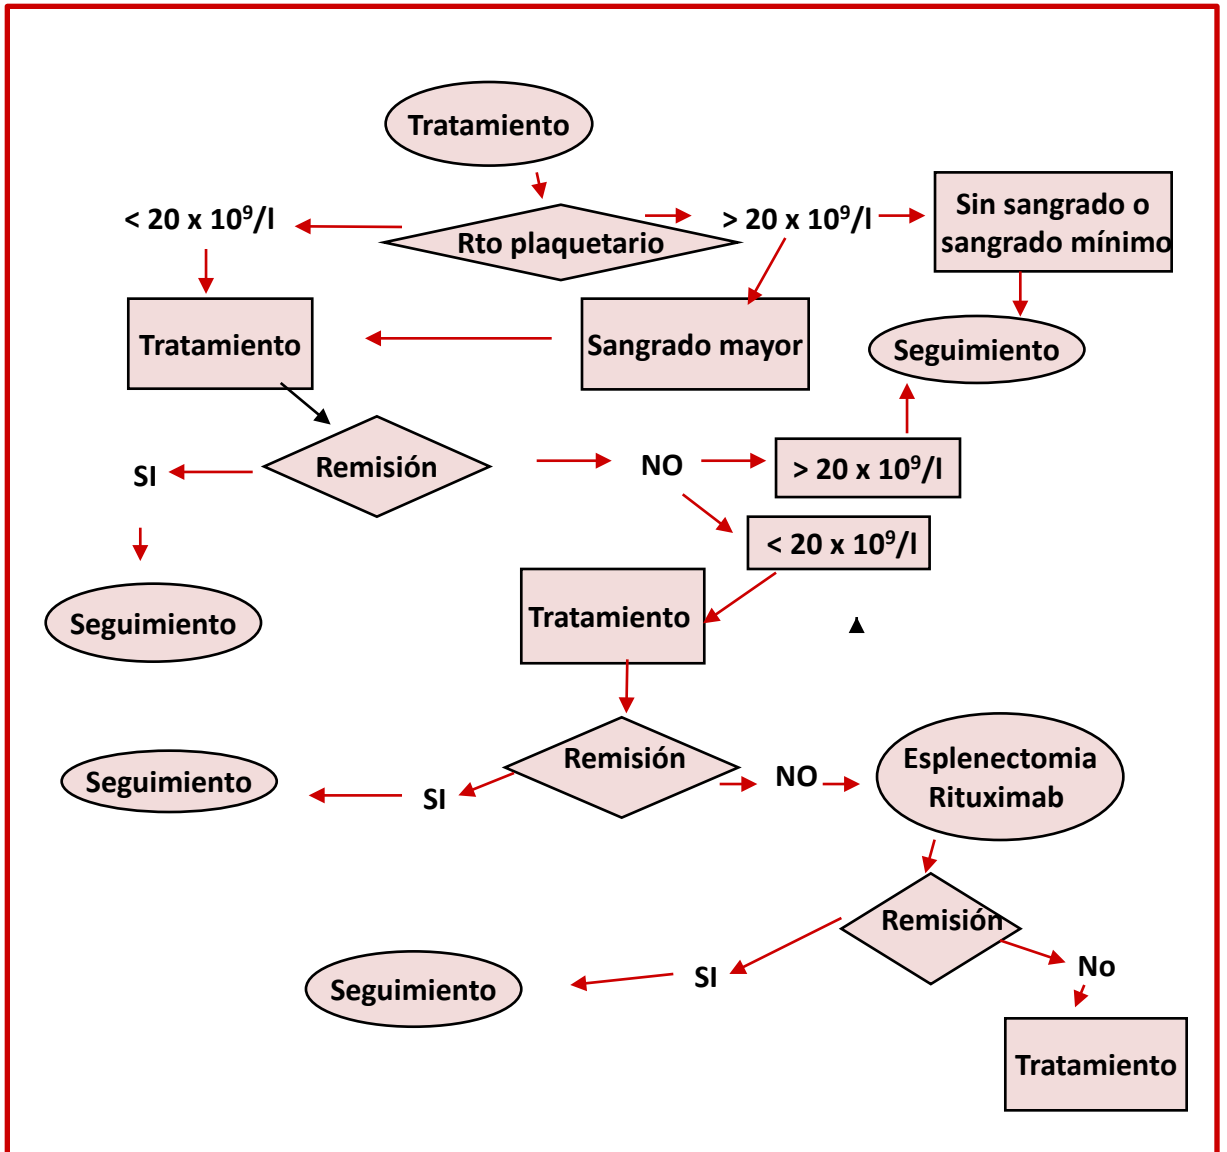 Tratamiento
< 20 x 10⁹/l
Rto plaquetario
> 20 x 10⁹/l
Sin sangrado o
sangrado mínimo
Tratamiento
Sangrado mayor
Seguimiento
SI
Remisión
NO
> 20 x 10⁹/l
< 20 x 10⁹/l
Seguimiento
Tratamiento
Seguimiento
SI
Remisión
NO
Esplenectomia
Rituximab
Remisión
Seguimiento
SI
No
Tratamiento